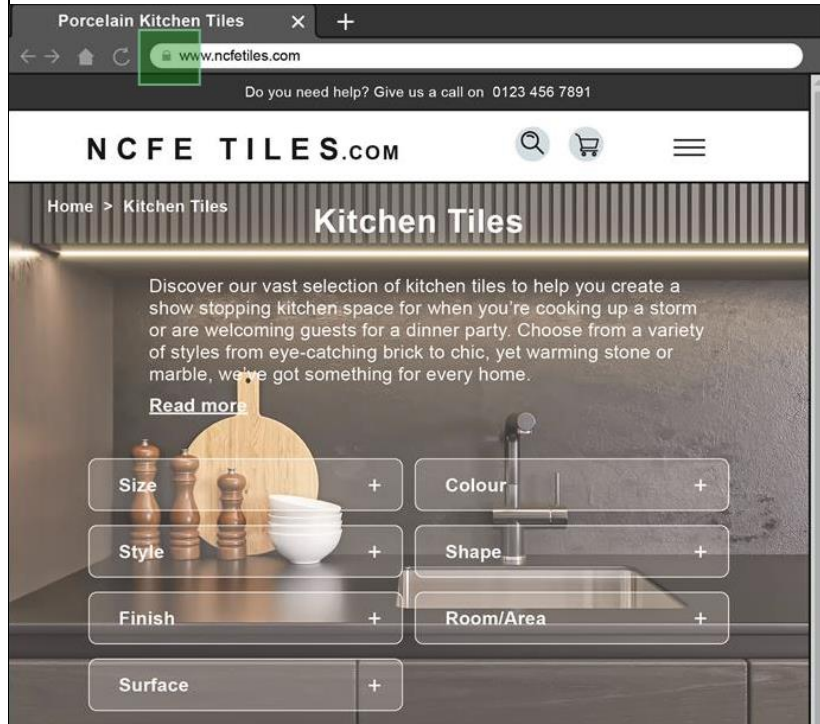 Porcelain Kitchen Tiles
www.ncfetiles.com
Do you need help? Give us a call on 0123 456 7891
NCFE TILES.COM
Home > Kitchen Tiles
Kitchen Tiles
Discover our vast selection of kitchen tiles to help you create a
show stopping kitchen space for when you're cooking up a storm
or are welcoming guests for a dinner party. Choose from a variety
of styles from eye-catching brick to chic, yet warming stone or
marble, we've got something for every home.
Read more
Size +
Colour +
Style +
Shape +
Finish +
Room/Area +
Surface +